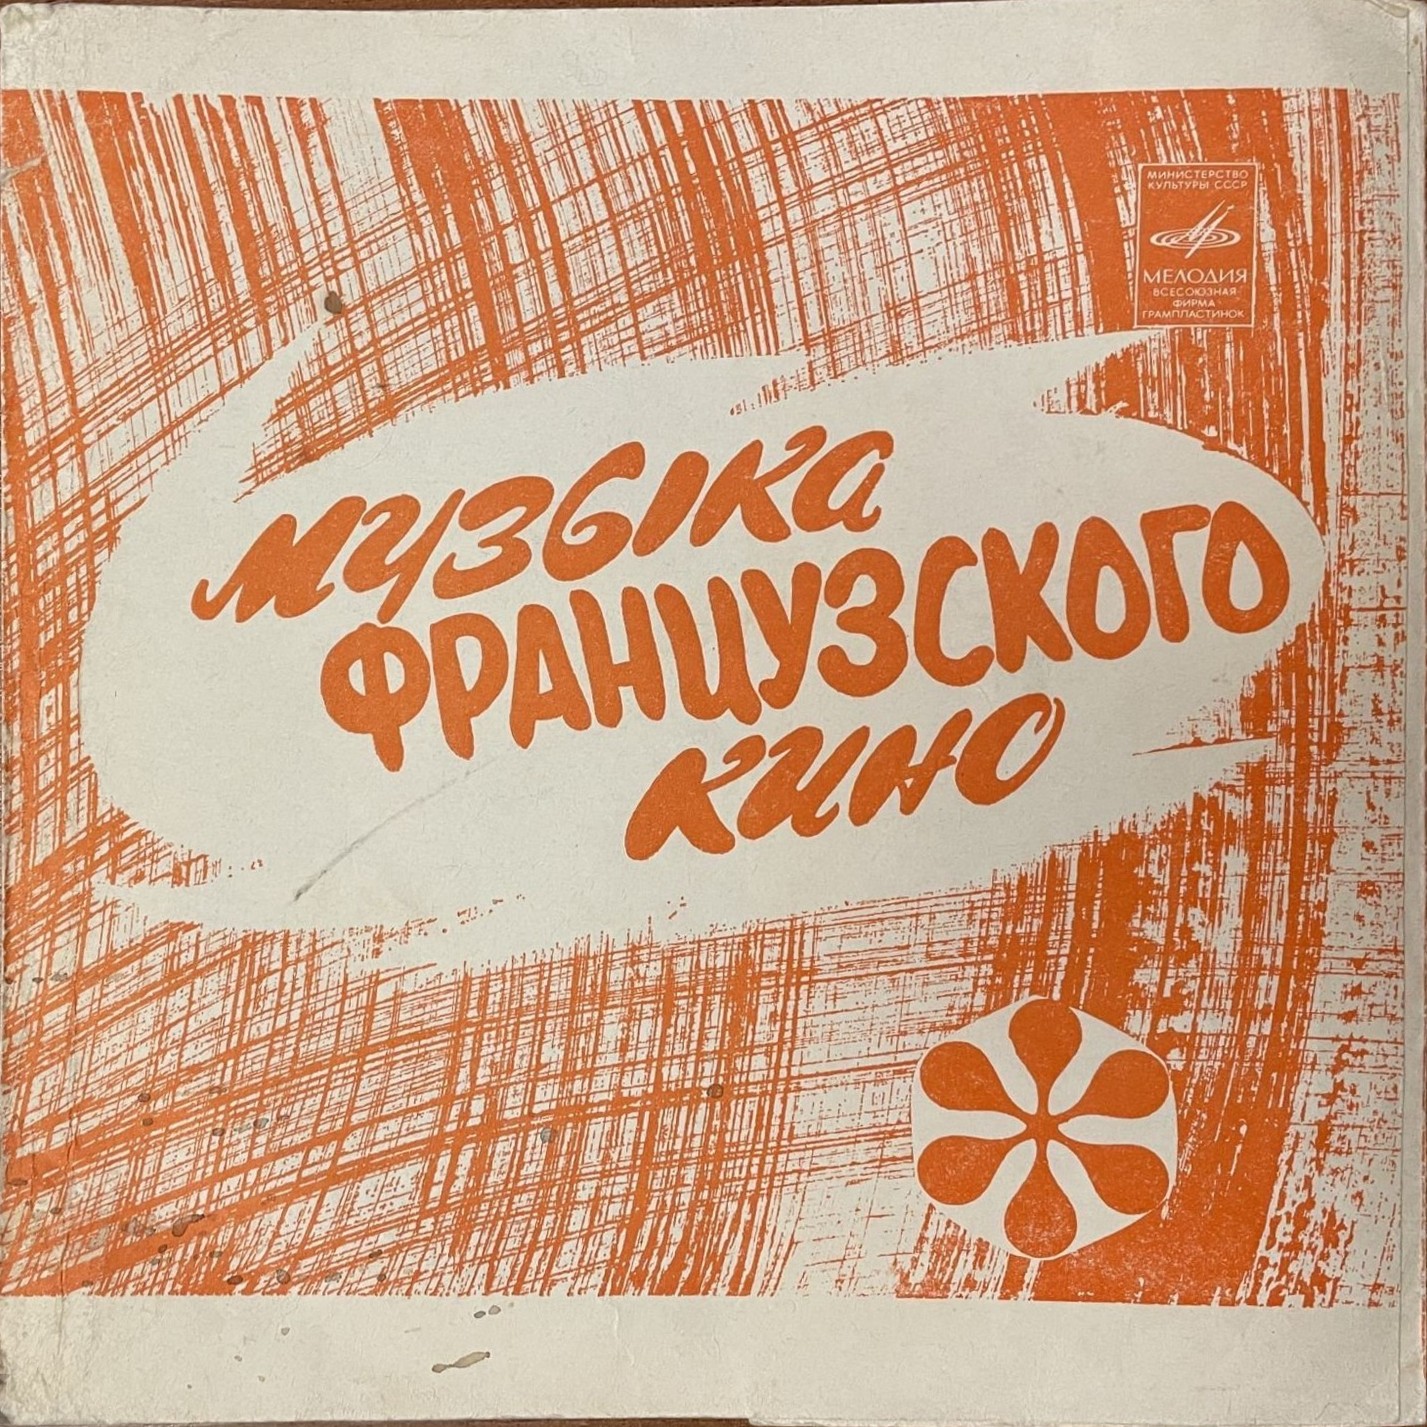 МИНИСТЕРСТВО
КУЛЬТУРЫ СССР
МЕЛОДИЯ
ВСЕСОЮЗНАЯ
ФИРМА
ГРАМПЛАСТИНОК
музыка
ФРАНЦУЗСКОГО
кино